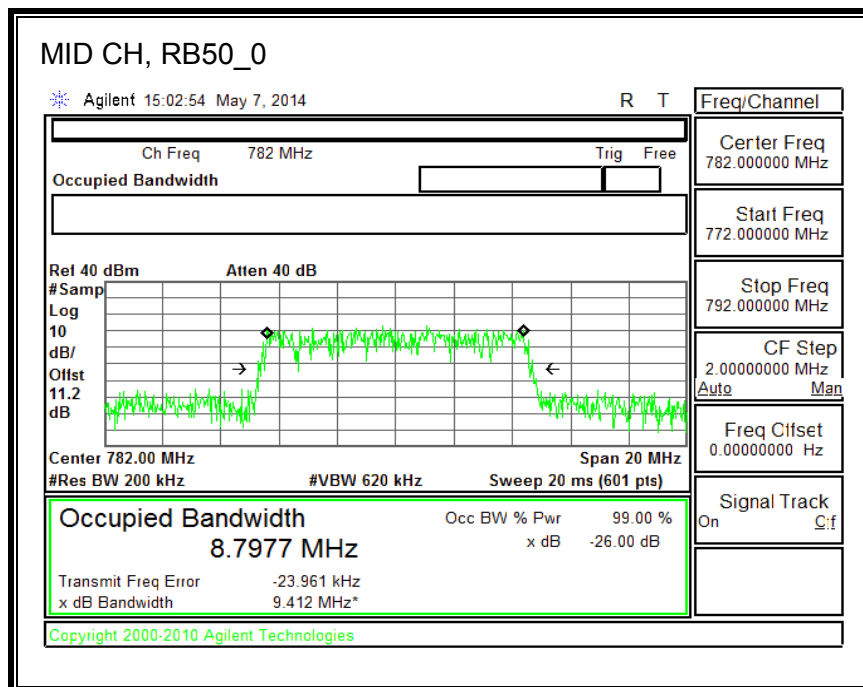 MID CH, RB50_0
Agilent 15:02:54 May 7, 2014 R T
Freq/Channel
Ch Freq 782 MHz Trig Free
Occupied Bandwidth
Center Freq
782.000000 MHz
Start Freq
772.000000 MHz
Stop Freq
792.000000 MHz
CF Step
2.00000000 MHz
Auto Man
Freq Offset
0.00000000 Hz
Signal Track
On Off
Ref 40 dBm Atten 40 dB
#Samp
Log
10
dB/
Offst
11.2
dB
Center 782.00 MHz Span 20 MHz
#Res BW 200 kHz #VBW 620 kHz Sweep 20 ms (601 pts)
Occupied Bandwidth
8.7977 MHz
Occ BW % Pwr 99.00 %
x dB -26.00 dB
Transmit Freq Error -23.961 kHz
x dB Bandwidth 9.412 MHz*
Copyright 2000-2010 Agilent Technologies